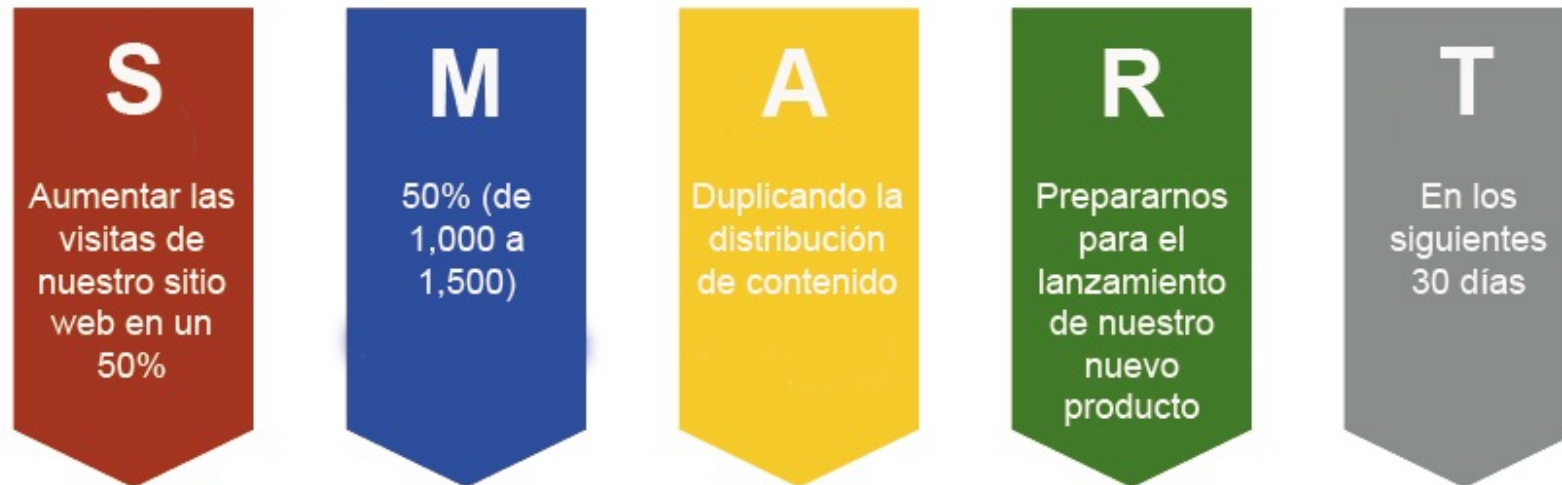 S
Aumentar las
visitas de
nuestro sitio
web en un
50%
M
50% (de
1,000 a
1,500)
A
Duplicando la
distribución
de contenido
R
Prepararnos
para el
lanzamiento
de nuestro
nuevo
producto
T
En los
siguientes
30 días